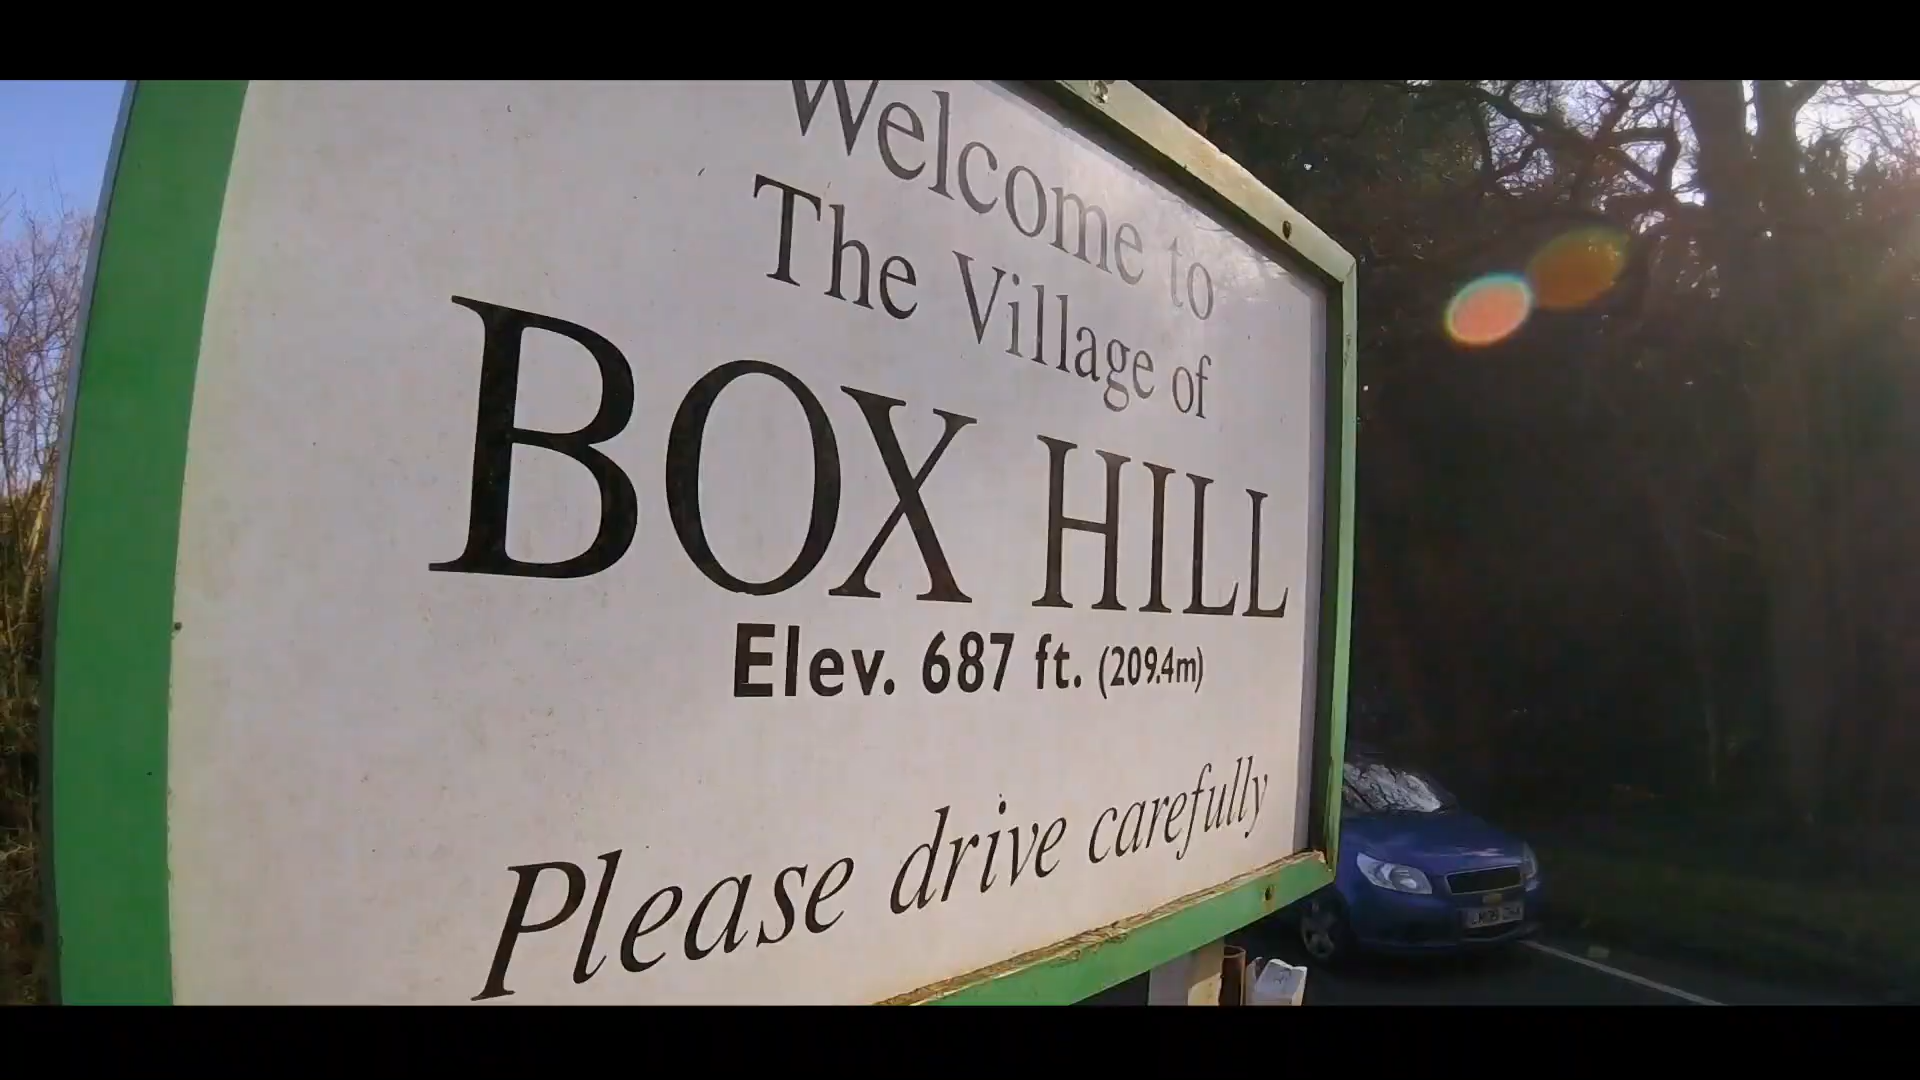 Welcome to
The Village of
BOX HILL
Elev. 687 ft. (209.4m)
Please drive carefully